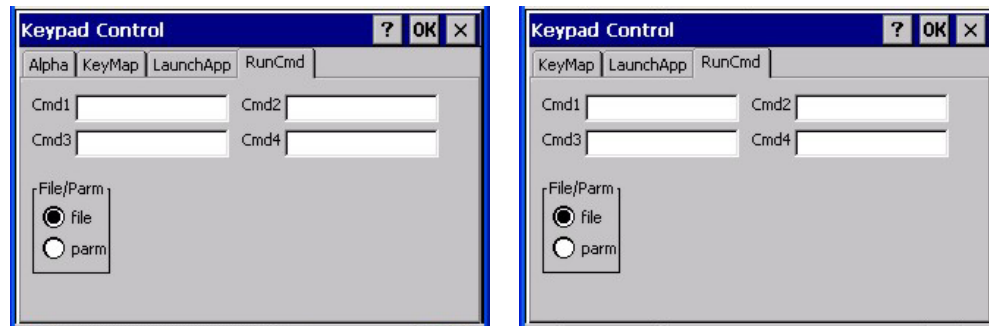 Keypad Control ? OK ×
Alpha KeyMap LaunchApp RunCmd
Cmd1 Cmd2
Cmd3 Cmd4
File/Parm
file
parm
Keypad Control ? OK ×
KeyMap LaunchApp RunCmd
Cmd1 Cmd2
Cmd3 Cmd4
File/Parm
file
parm